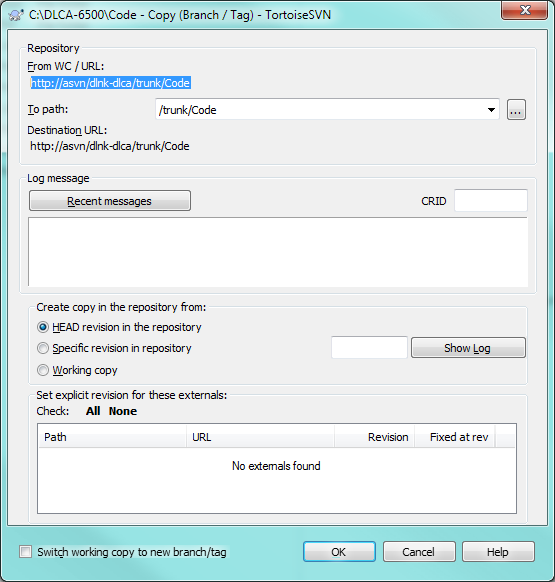 C:\DLCA-6500\Code - Copy (Branch / Tag) - TortoiseSVN
Repository
From WC / URL:
http://asvn/dlnk-dlca/trunk/Code
To path:
/trunk/Code
...
Destination URL:
http://asvn/dlnk-dlca/trunk/Code
Log message
Recent messages
CRID
Create copy in the repository from:
HEAD revision in the repository
Specific revision in repository
Show Log
Working copy
Set explicit revision for these externals:
Check: All None
Path URL Revision Fixed at rev
No externals found
Switch working copy to new branch/tag
OK Cancel Help